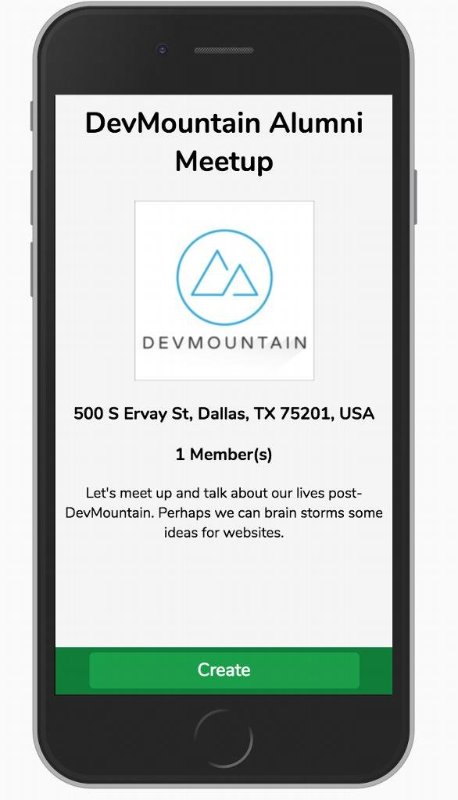 DevMountain Alumni
Meetup
DEVMOUNTAIN
500 S Ervay St, Dallas, TX 75201, USA
1 Member(s)
Let's meet up and talk about our lives post-
DevMountain. Perhaps we can brain storms some
ideas for websites.
Create